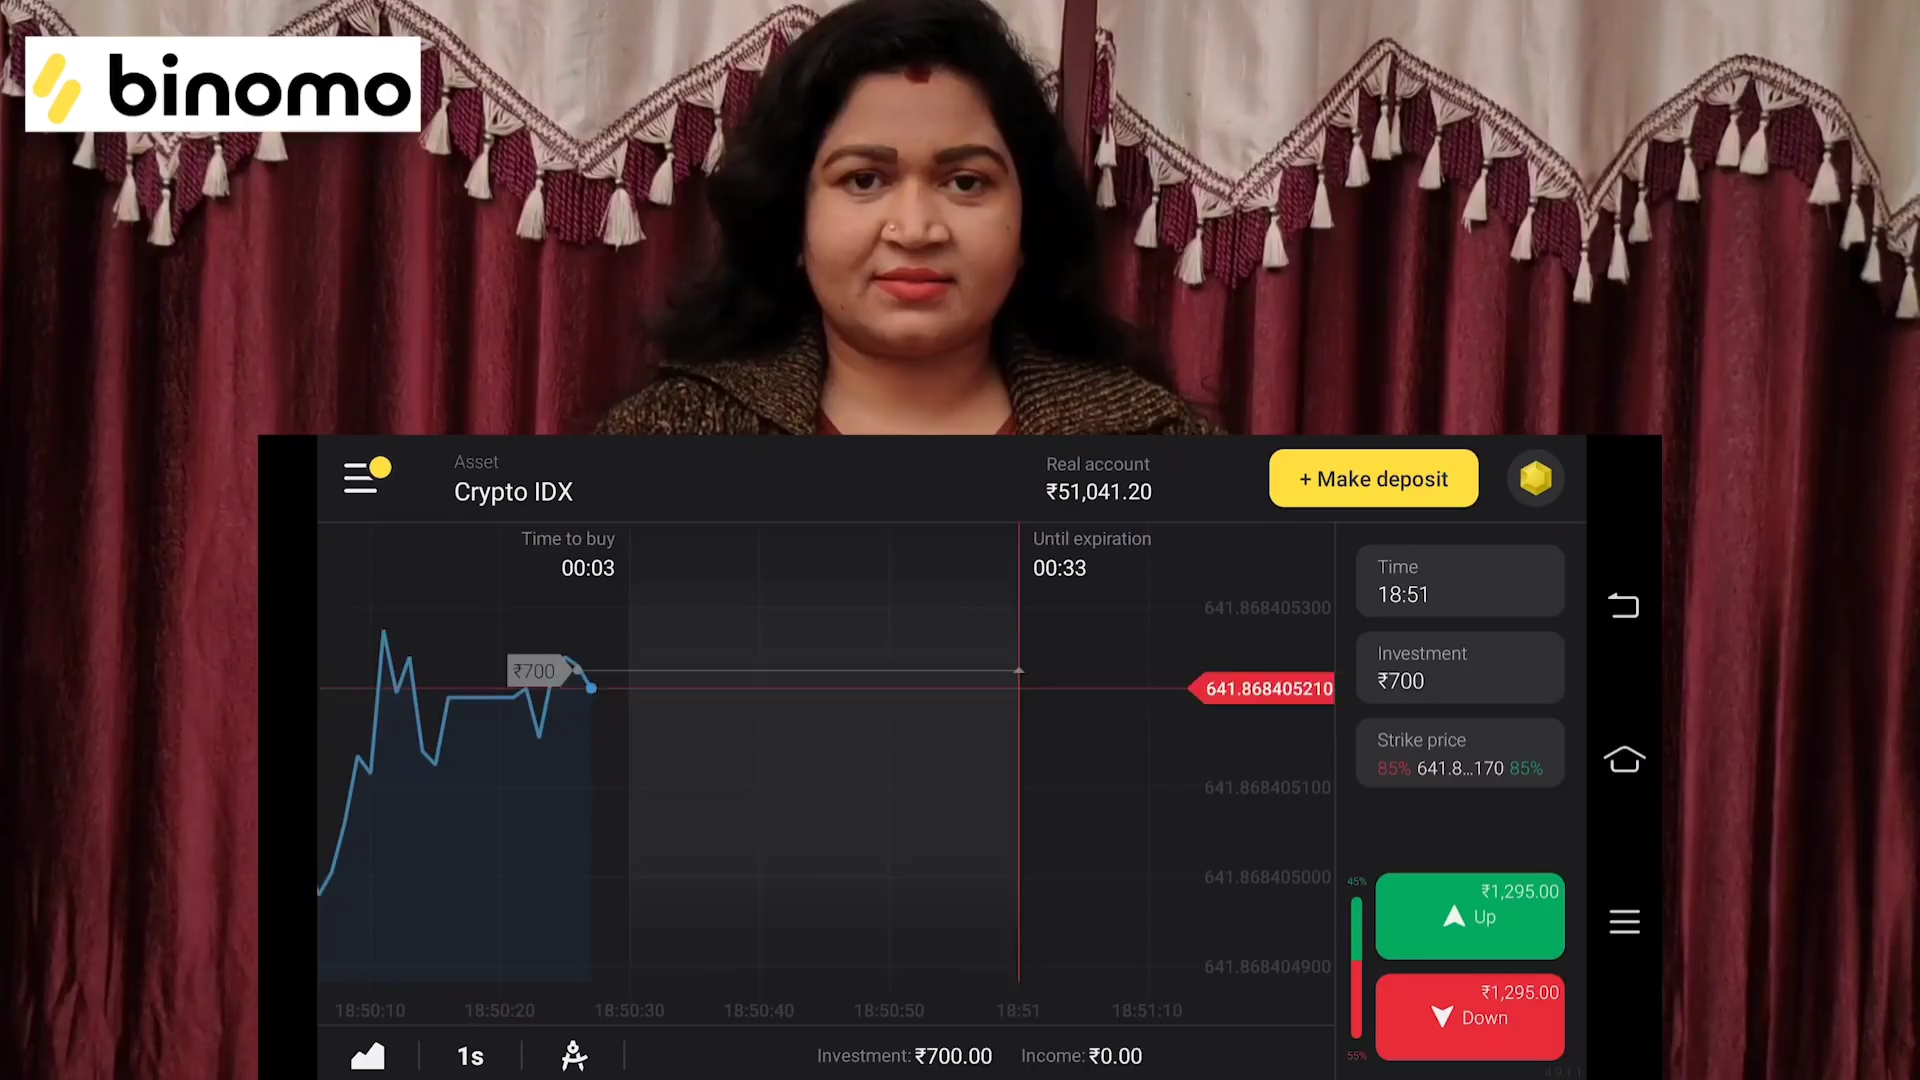 binomo
Asset
Crypto IDX
Real account
₹51,041.20
+ Make deposit
Time to buy
00:03
Until expiration
00:33
641.868405300
₹700
641.868405210
641.868405100
641.868405000
641.868404900
18:50:10
18:50:20
18:50:30
18:50:40
18:50:50
18:51
18:51:10
Time
18:51
Investment
₹700
Strike price
85% 641.8...170 85%
45%
₹1,295.00
Up
₹1,295.00
Down
55%
1s
Investment: ₹700.00
Income: ₹0.00
4.9.1.1